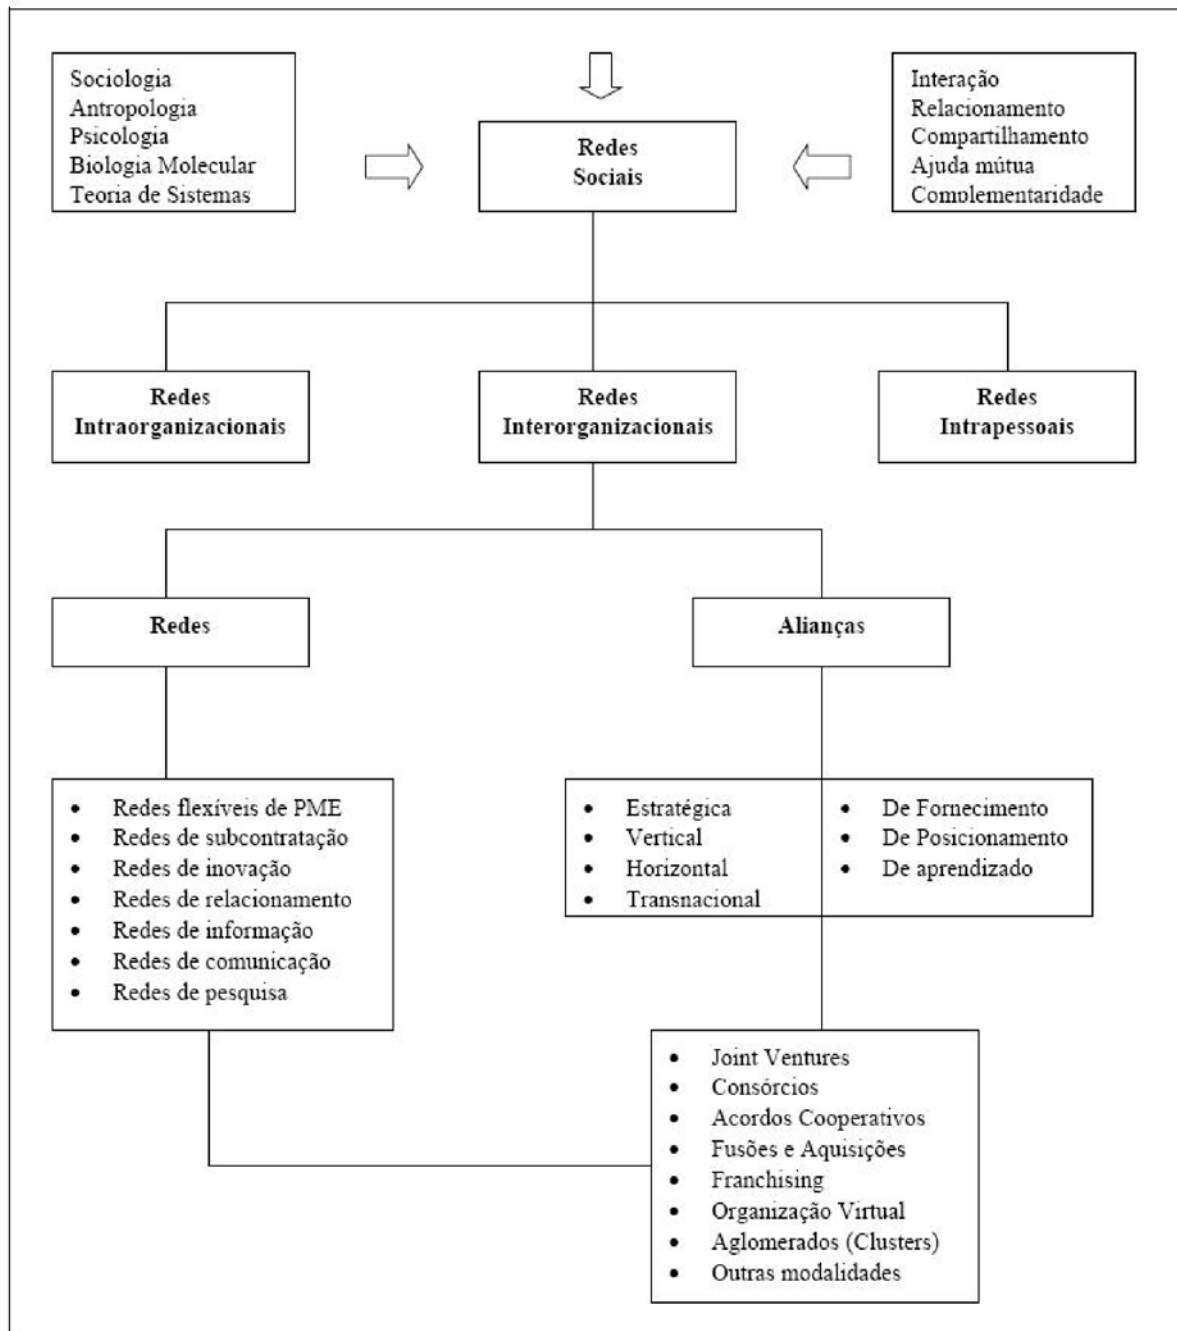 Sociologia
Antropologia
Psicologia
Biologia Molecular
Teoria de Sistemas
Redes
Sociais
Interação
Relacionamento
Compartilhamento
Ajuda mútua
Complementaridade
Redes
Intraorganizacionais
Redes
Interorganizacionais
Redes
Intrapessoais
Redes
Alianças
• Redes flexíveis de PME
• Redes de subcontratação
• Redes de inovação
• Redes de relacionamento
• Redes de informação
• Redes de comunicação
• Redes de pesquisa
• Estratégica
• Vertical
• Horizontal
• Transnacional
• De Fornecimento
• De Posicionamento
• De aprendizado
• Joint Ventures
• Consórcios
• Acordos Cooperativos
• Fusões e Aquisições
• Franchising
• Organização Virtual
• Aglomerados (Clusters)
• Outras modalidades